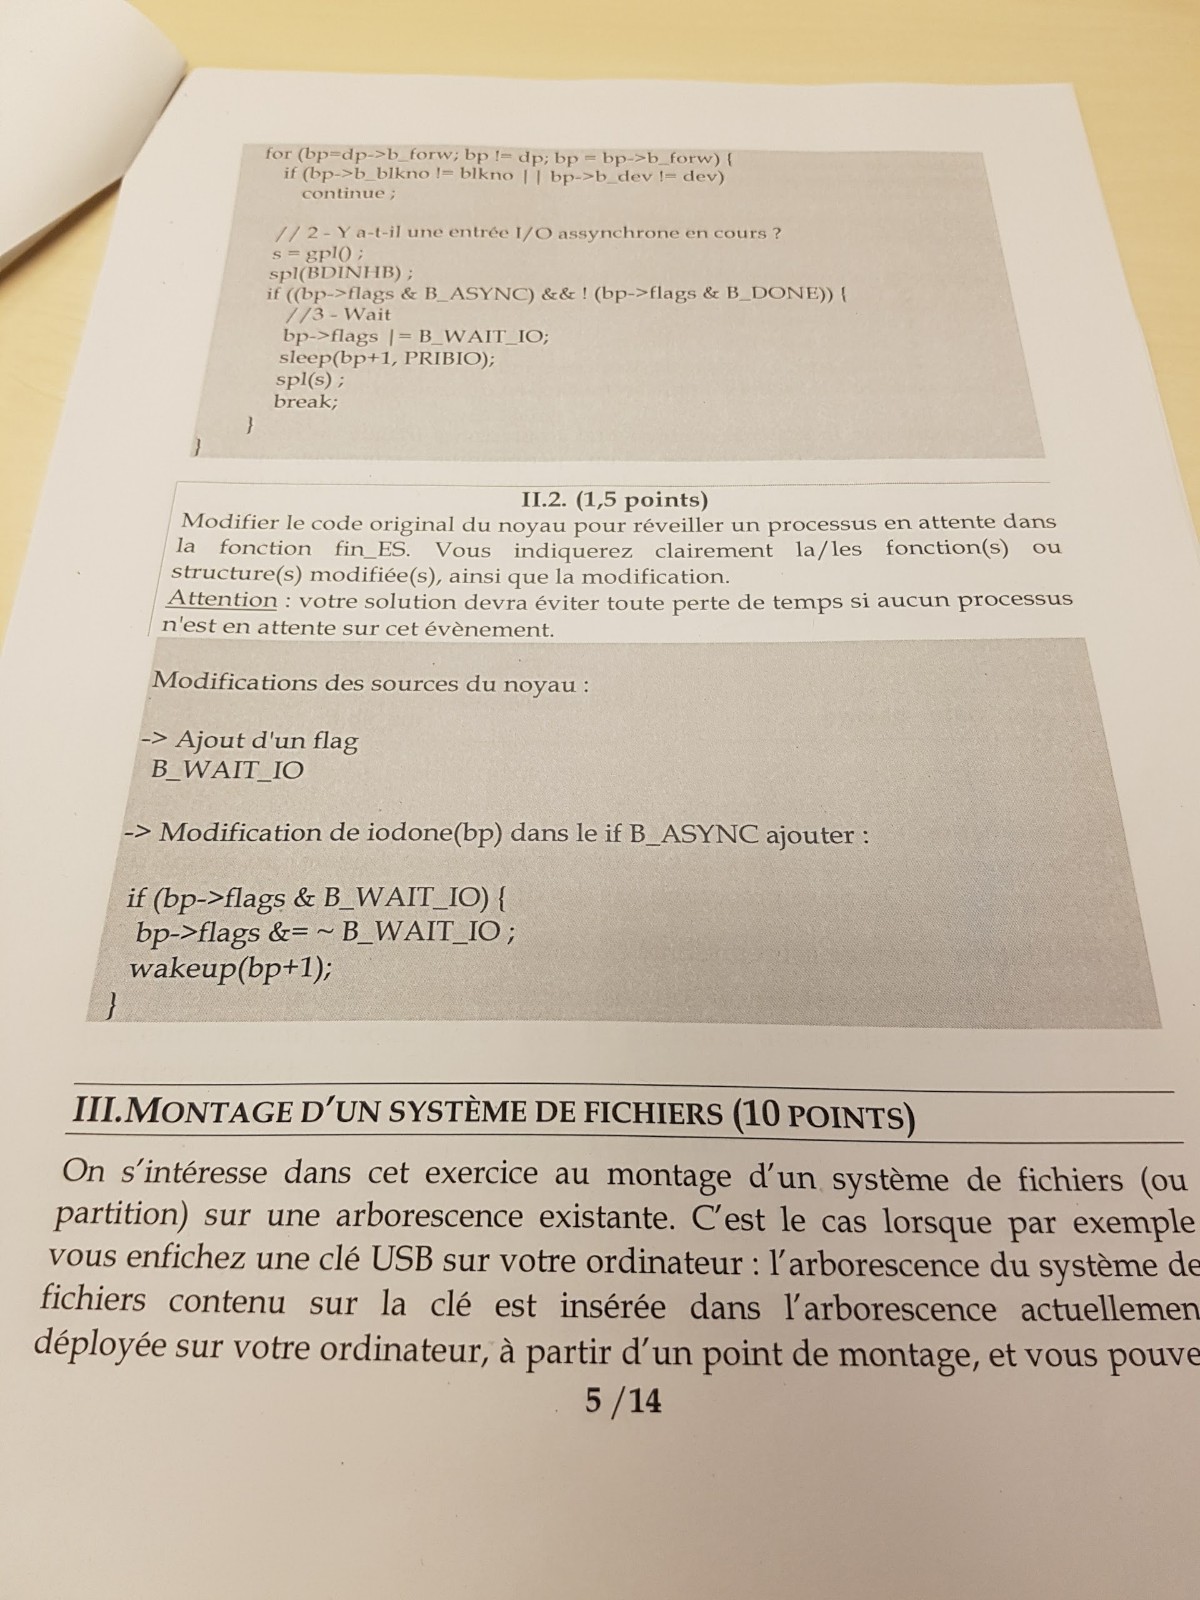 for (bp=dp->b_forw; bp != dp; bp = bp->b_forw) {
if (bp->b_blkno != blkno || bp->b_dev != dev)
continue ;
// 2 - Y a-t-il une entrée I/O assynchrone en cours ?
s = gpl() ;
spl(BDINHB) ;
if ((bp->flags & B_ASYNC) && ! (bp->flags & B_DONE)) {
//3 - Wait
bp->flags |= B_WAIT_IO;
sleep(bp+1, PRIBIO);
spl(s) ;
break;
}
}
II.2. (1,5 points)
Modifier le code original du noyau pour réveiller un processus en attente dans
la fonction fin_ES. Vous indiquerez clairement la/les fonction(s) ou
structure(s) modifiée(s), ainsi que la modification.
Attention : votre solution devra éviter toute perte de temps si aucun processus
n'est en attente sur cet évènement.
Modifications des sources du noyau :
-> Ajout d'un flag
B_WAIT_IO
-> Modification de iodone(bp) dans le if B_ASYNC ajouter :
if (bp->flags & B_WAIT_IO) {
bp->flags &= ~ B_WAIT_IO ;
wakeup(bp+1);
}
III.MONTAGE D'UN SYSTÈME DE FICHIERS (10 POINTS)
On s'intéresse dans cet exercice au montage d'un système de fichiers (ou
partition) sur une arborescence existante. C'est le cas lorsque par exemple
vous enfichez une clé USB sur votre ordinateur : l'arborescence du système de
fichiers contenu sur la clé est insérée dans l'arborescence actuellemen
déployée sur votre ordinateur, à partir d'un point de montage, et vous pouve
5 /14